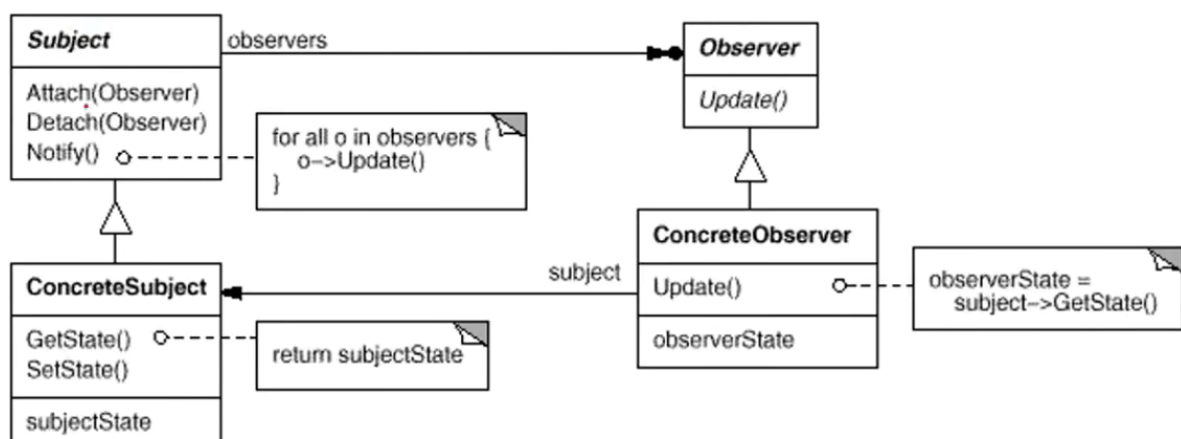 Subject
Attach(Observer)
Detach(Observer)
Notify()
observers
for all o in observers {
o->Update()
}
Observer
Update()
ConcreteSubject
GetState()
SetState()
subjectState
return subjectState
subject
ConcreteObserver
Update()
observerState
observerState =
subject->GetState()